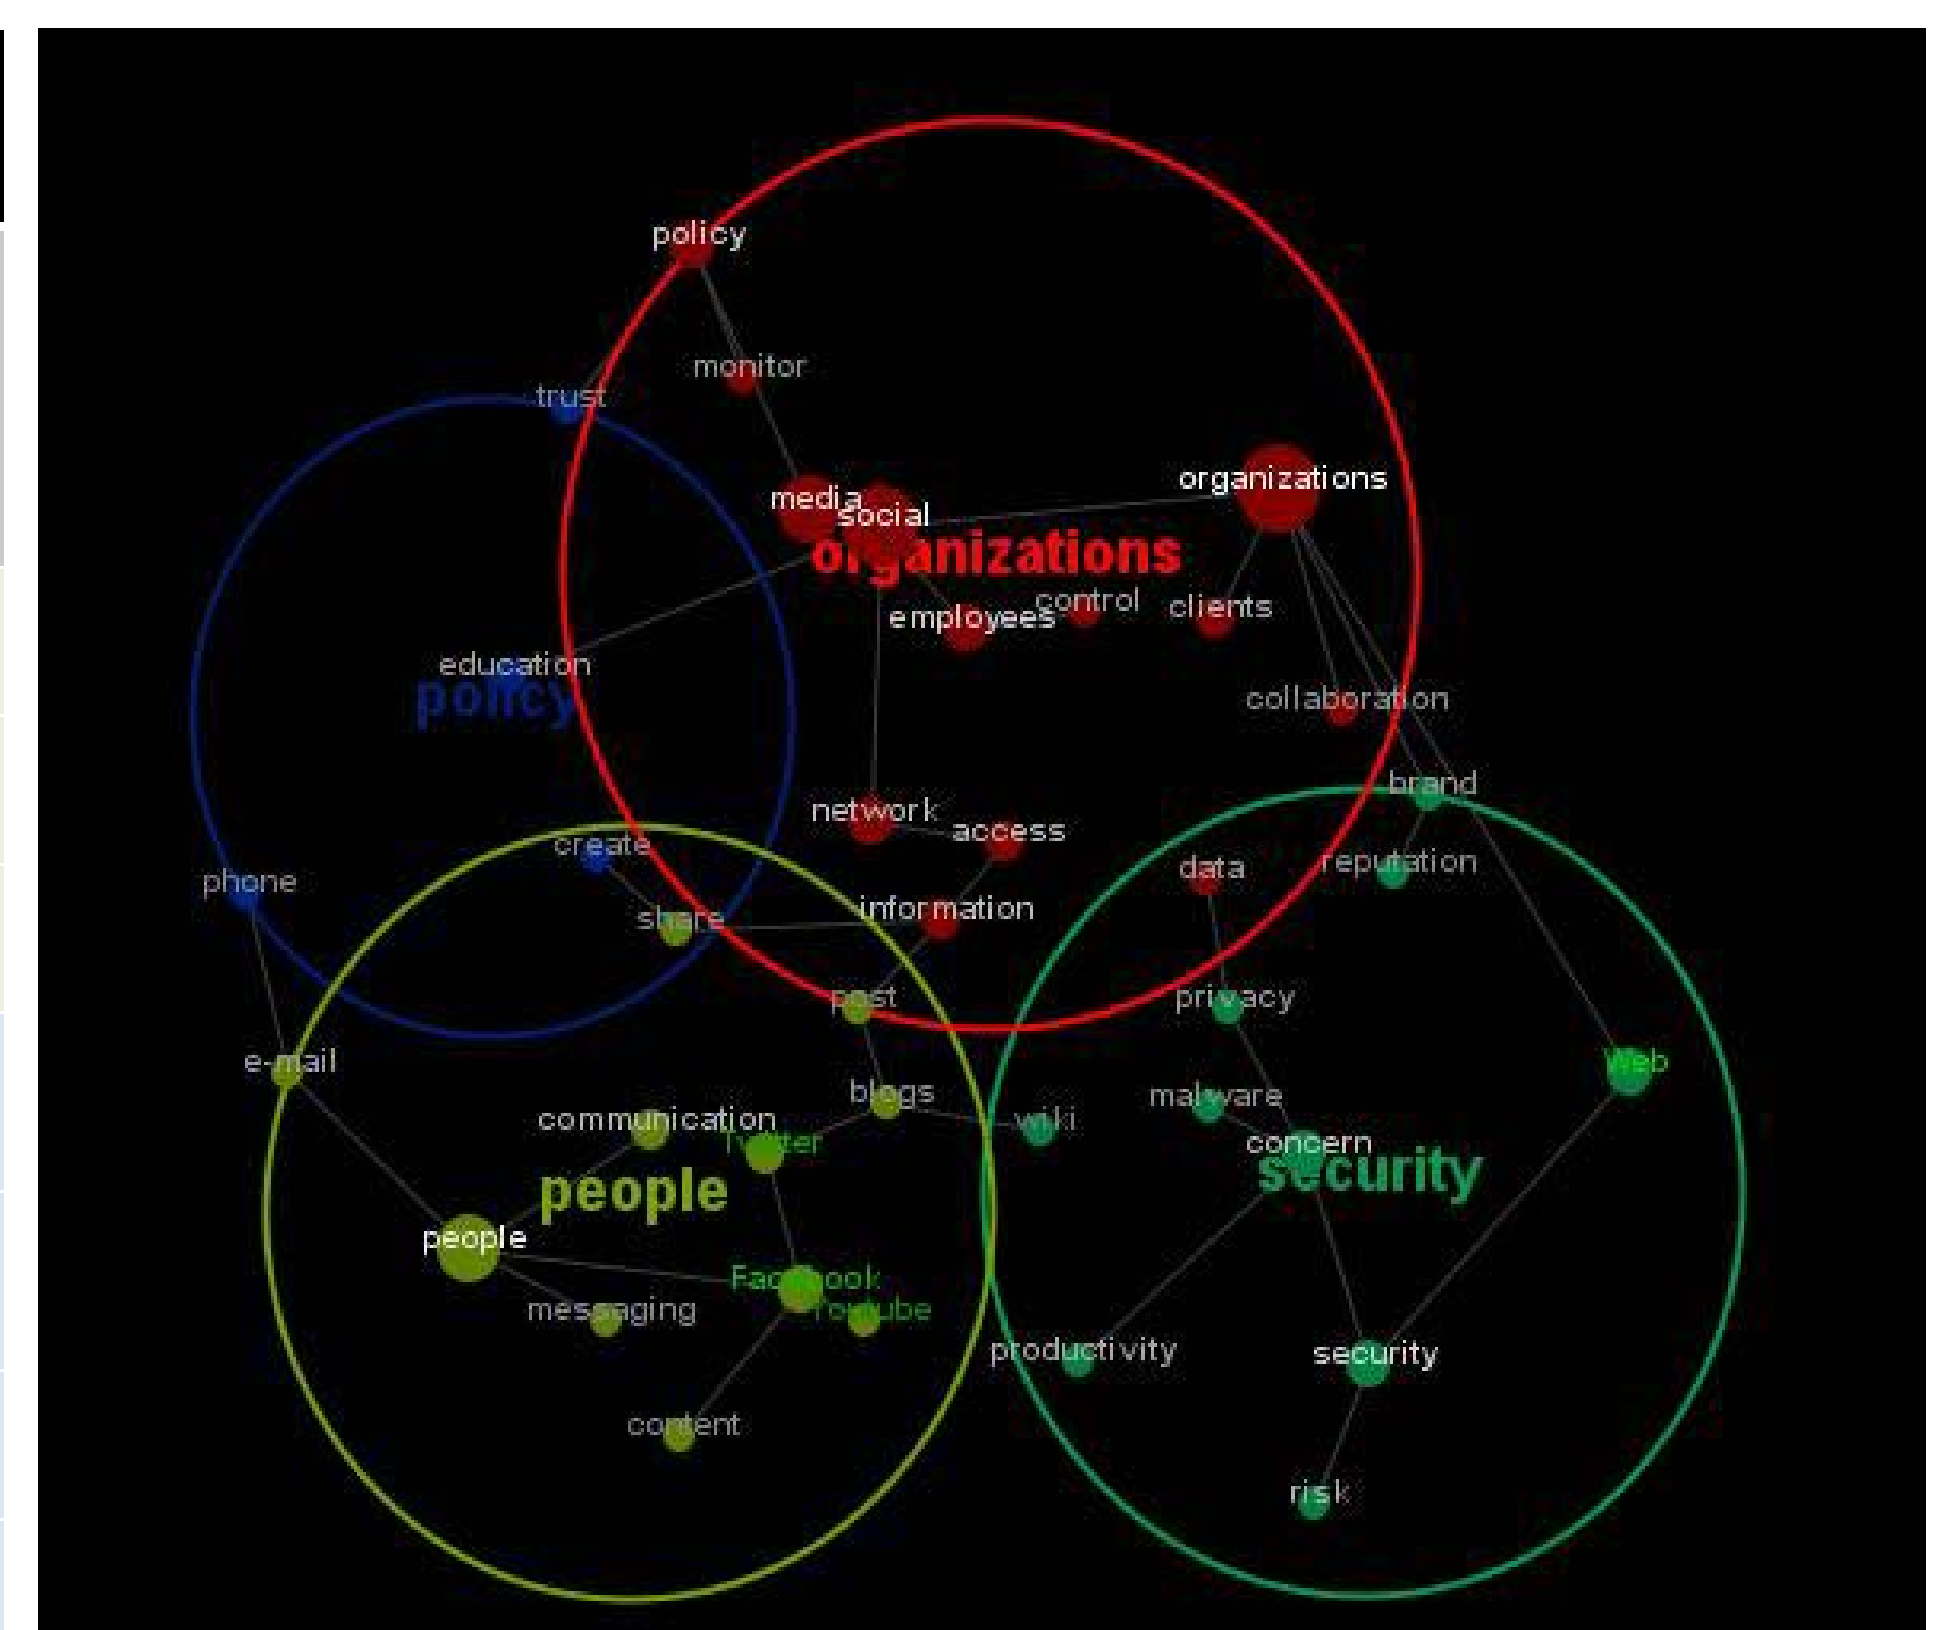 policy
monitor
trust
media
social
organizations
organizations
employees
control
clients
education
policy
collaboration
brand
network
access
create
data
reputation
phone
information
share
post
privacy
e-mail
Web
blogs
wiki
malware
communication
Twitter
concern
security
people
people
Facebook
messaging
Youtube
productivity
security
content
risk